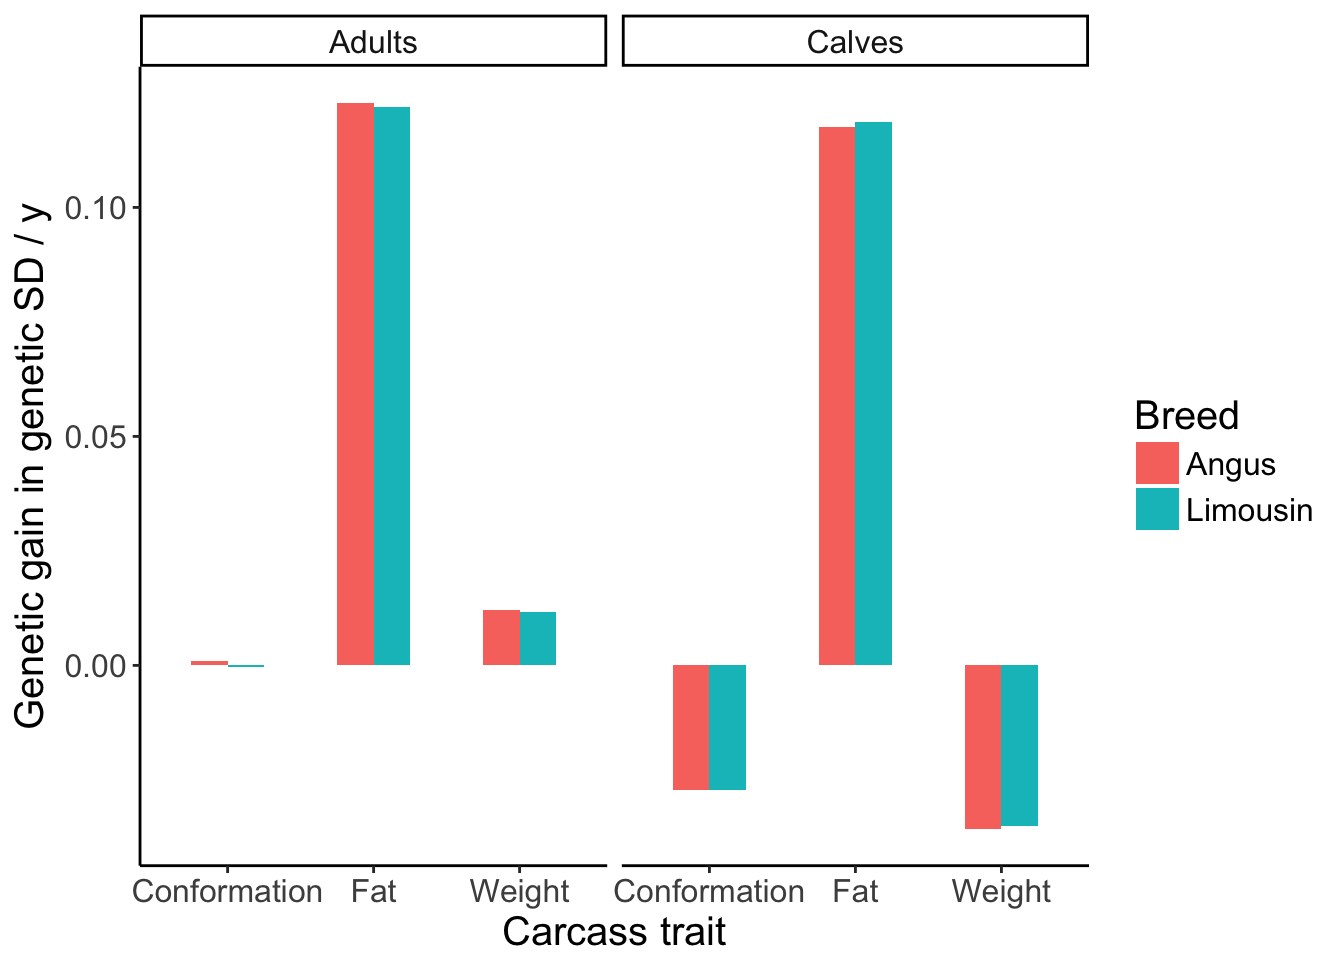 Adults
Calves
Genetic gain in genetic SD / y
0.10
0.05
0.00
Conformation
Fat
Weight
Conformation
Fat
Weight
Carcass trait
Breed
Angus
Limousin